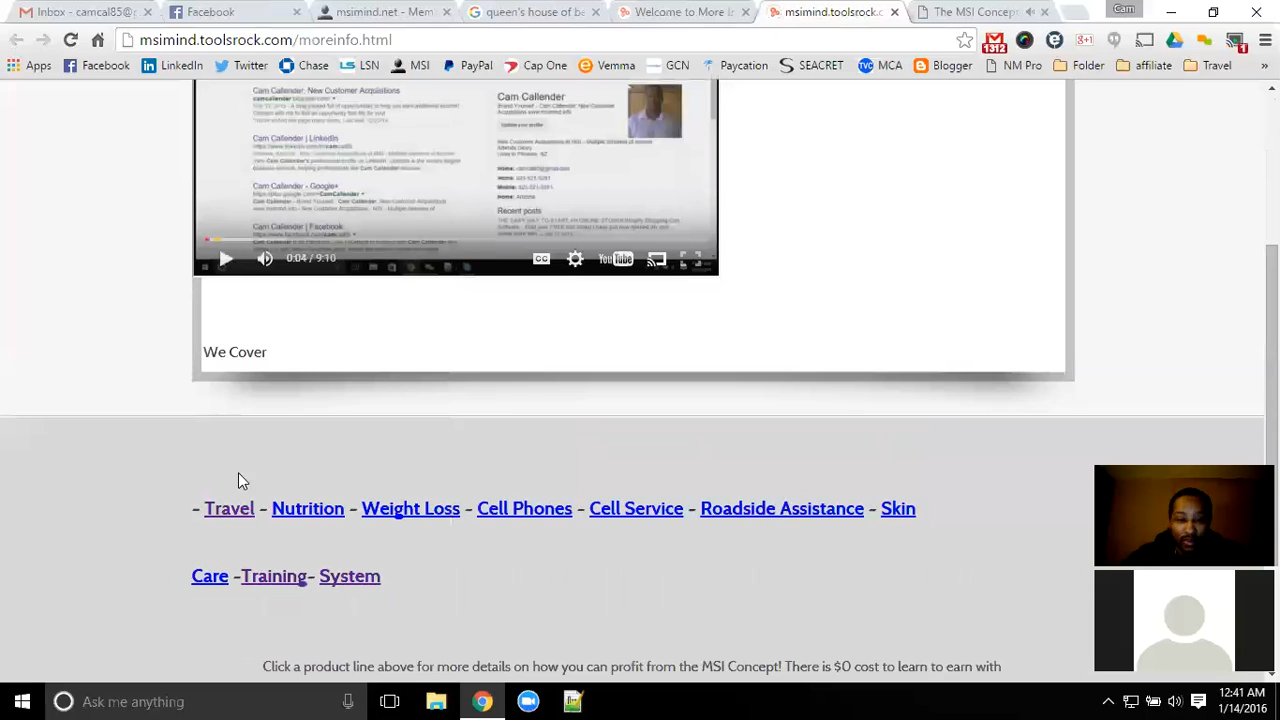 Inbox - camcal85@g
Facebook
msimind.net - Mem
queen's house of be
Welcome to More I
msimind.toolsrock.c
The MSI Concep
Cam
msimind.toolsrock.com/moreinfo.html
1312
Apps
Facebook
LinkedIn
Twitter
Chase
LSN
MSI
PayPal
Cap One
Vemma
GCN
Paycation
SEACRET
MCA
Blogger
NM Pro
Folder
affiliate
Travel
Cam Callender, New Customer Acquisitions
Cam Callender | LinkedIn
Cam Callender - Google+
Cam Callender | Facebook
Cam Callender
Recent posts
0:04 / 9:10
CC
YouTube
We Cover
- Travel - Nutrition - Weight Loss - Cell Phones - Cell Service - Roadside Assistance - Skin
Care -Training- System
Click a product line above for more details on how you can profit from the MSI Concept! There is $0 cost to learn to earn with
Ask me anything
12:41 AM
1/14/2016